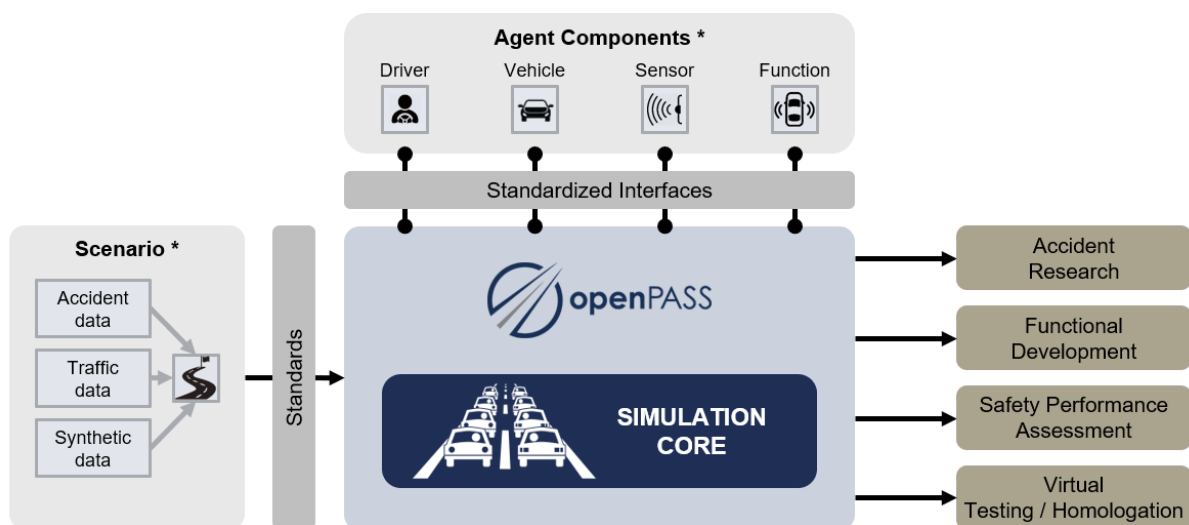 Agent Components *
Driver
Vehicle
Sensor
Function
Standardized Interfaces
Scenario *
Accident
data
Traffic
data
Synthetic
data
Standards
openPASS
SIMULATION
CORE
Accident
Research
Functional
Development
Safety Performance
Assessment
Virtual
Testing / Homologation